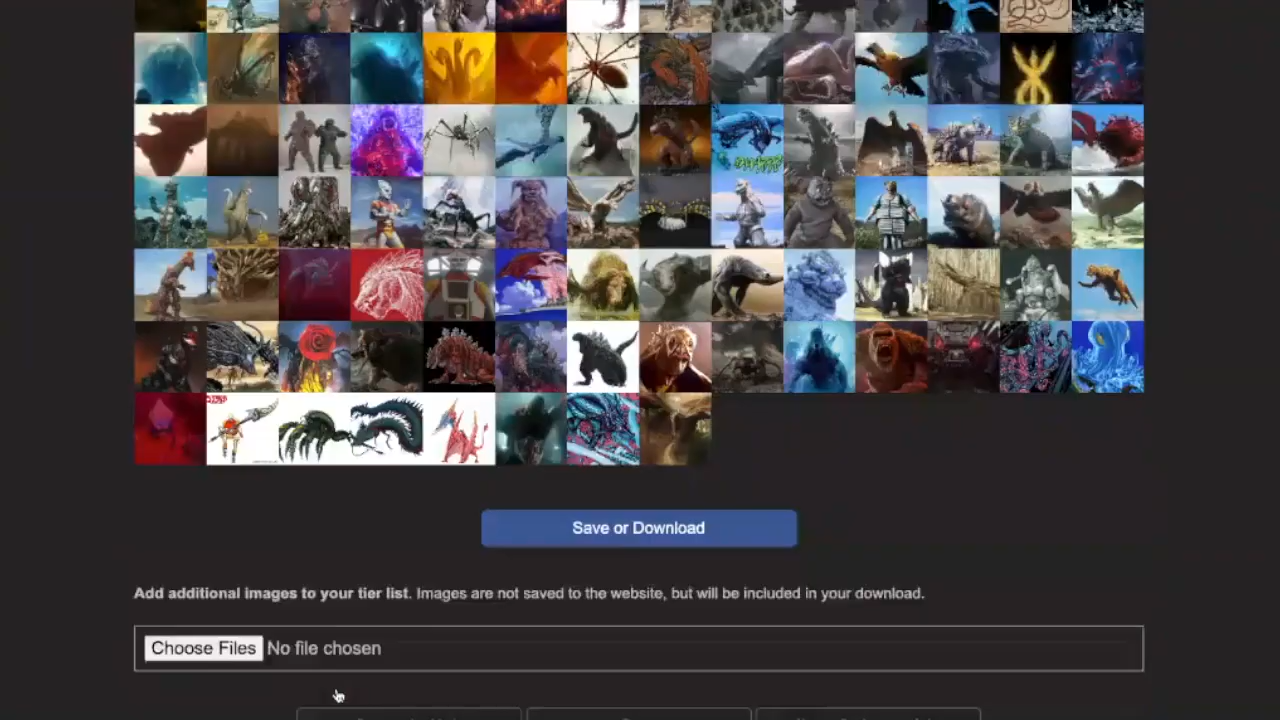 Save or Download
Add additional images to your tier list. Images are not saved to the website, but will be included in your download.
Choose Files No file chosen